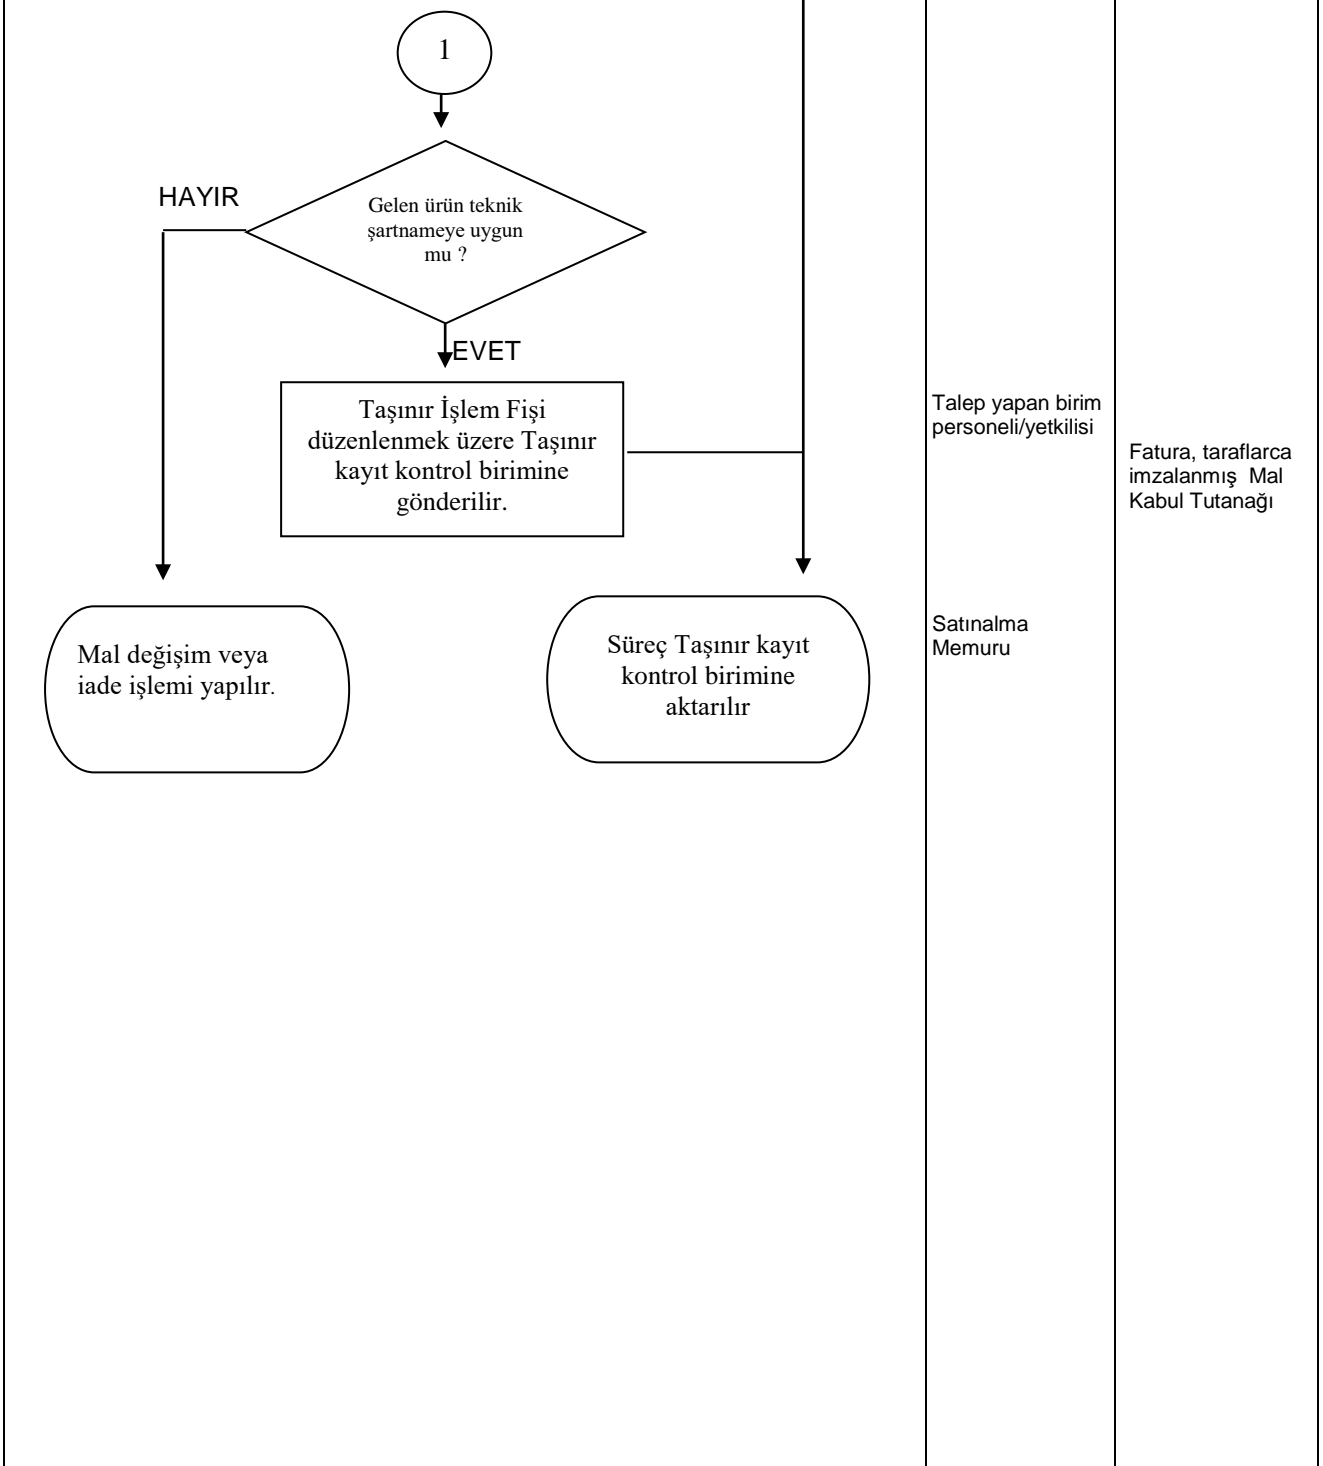 1
HAYIR
Gelen ürün teknik
şartnameye uygun
mu ?
EVET
Taşınır İşlem Fişi
düzenlenmek üzere Taşınır
kayıt kontrol birimine
gönderilir.
Talep yapan birim
personeli/yetkilisi
Fatura, taraflarca
imzalanmış  Mal
Kabul Tutanağı
Mal değişim veya
iade işlemi yapılır.
Süreç Taşınır kayıt
kontrol birimine
aktarılır
Satınalma
Memuru